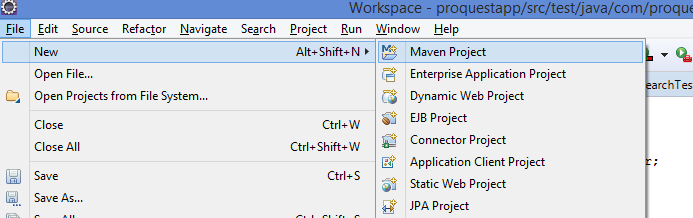 Workspace - proquestapp/src/test/java/com/proque
File Edit Source Refactor Navigate Search Project Run Window Help
New Alt+Shift+N Maven Project
Open File... Enterprise Application Project
Open Projects from File System... Dynamic Web Project
EJB Project
Close Ctrl+W Connector Project
Close All Ctrl+Shift+W Application Client Project
Save Ctrl+S Static Web Project
Save As... JPA Project
earchTes
r;